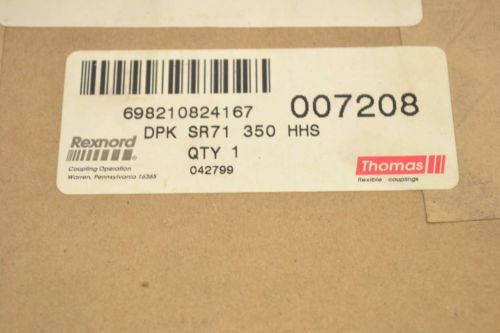 698210824167
007208
DPK SR71 350 HHS
Rexnord
QTY 1
Coupling Operation
Warren, Pennsylvania 16365
042799
Thomas
flexible couplings